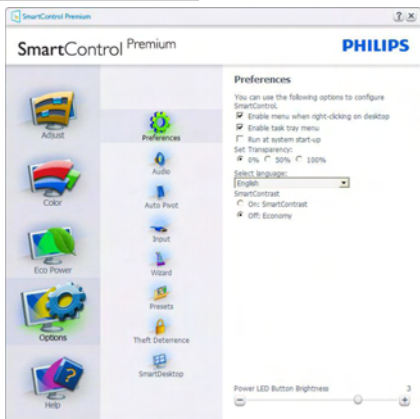 SmartControl Premium
SmartControl Premium
PHILIPS
Adjust
Color
Eco Power
Options
Help
Preferences
Audio
Auto Pivot
Input
Wizard
Presets
Theft Deterrence
SmartDesktop
Preferences
You can use the following options to configure
SmartControl.
Enable menu when right-clicking on desktop
Enable task tray menu
Run at system start-up
Set Transparency:
0% 50% 100%
Select language:
English
SmartContrast
On: SmartContrast
Off: Economy
Power LED Button Brightness 3